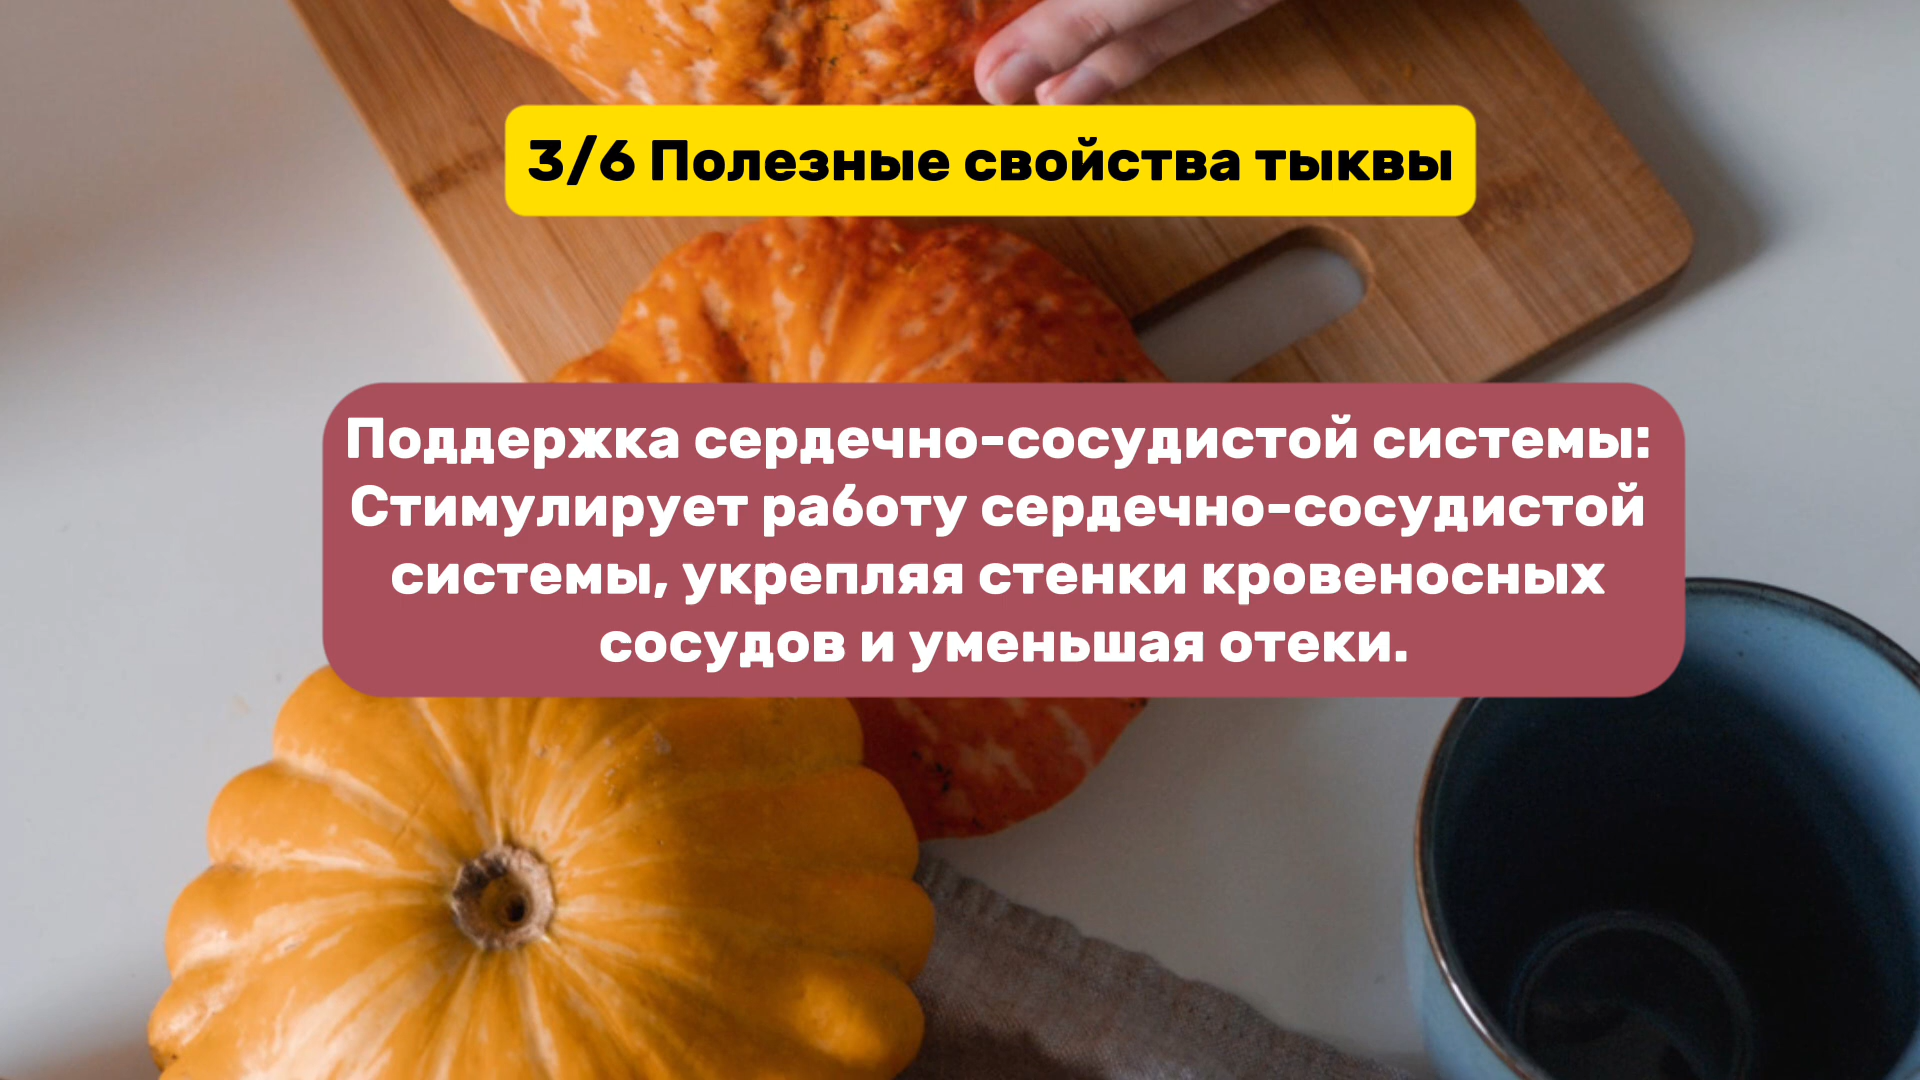 3/6 Полезные свойства тыквы
Поддержка сердечно-сосудистой системы:
Стимулирует работу сердечно-сосудистой
системы, укрепляя стенки кровеносных
сосудов и уменьшая отеки.